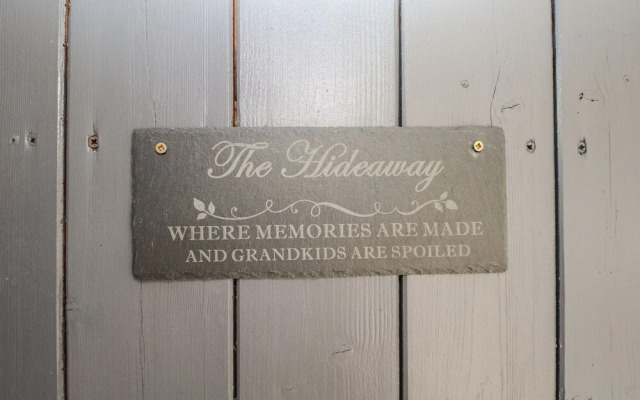 The Hideaway
WHERE MEMORIES ARE MADE
AND GRANDKIDS ARE SPOILED